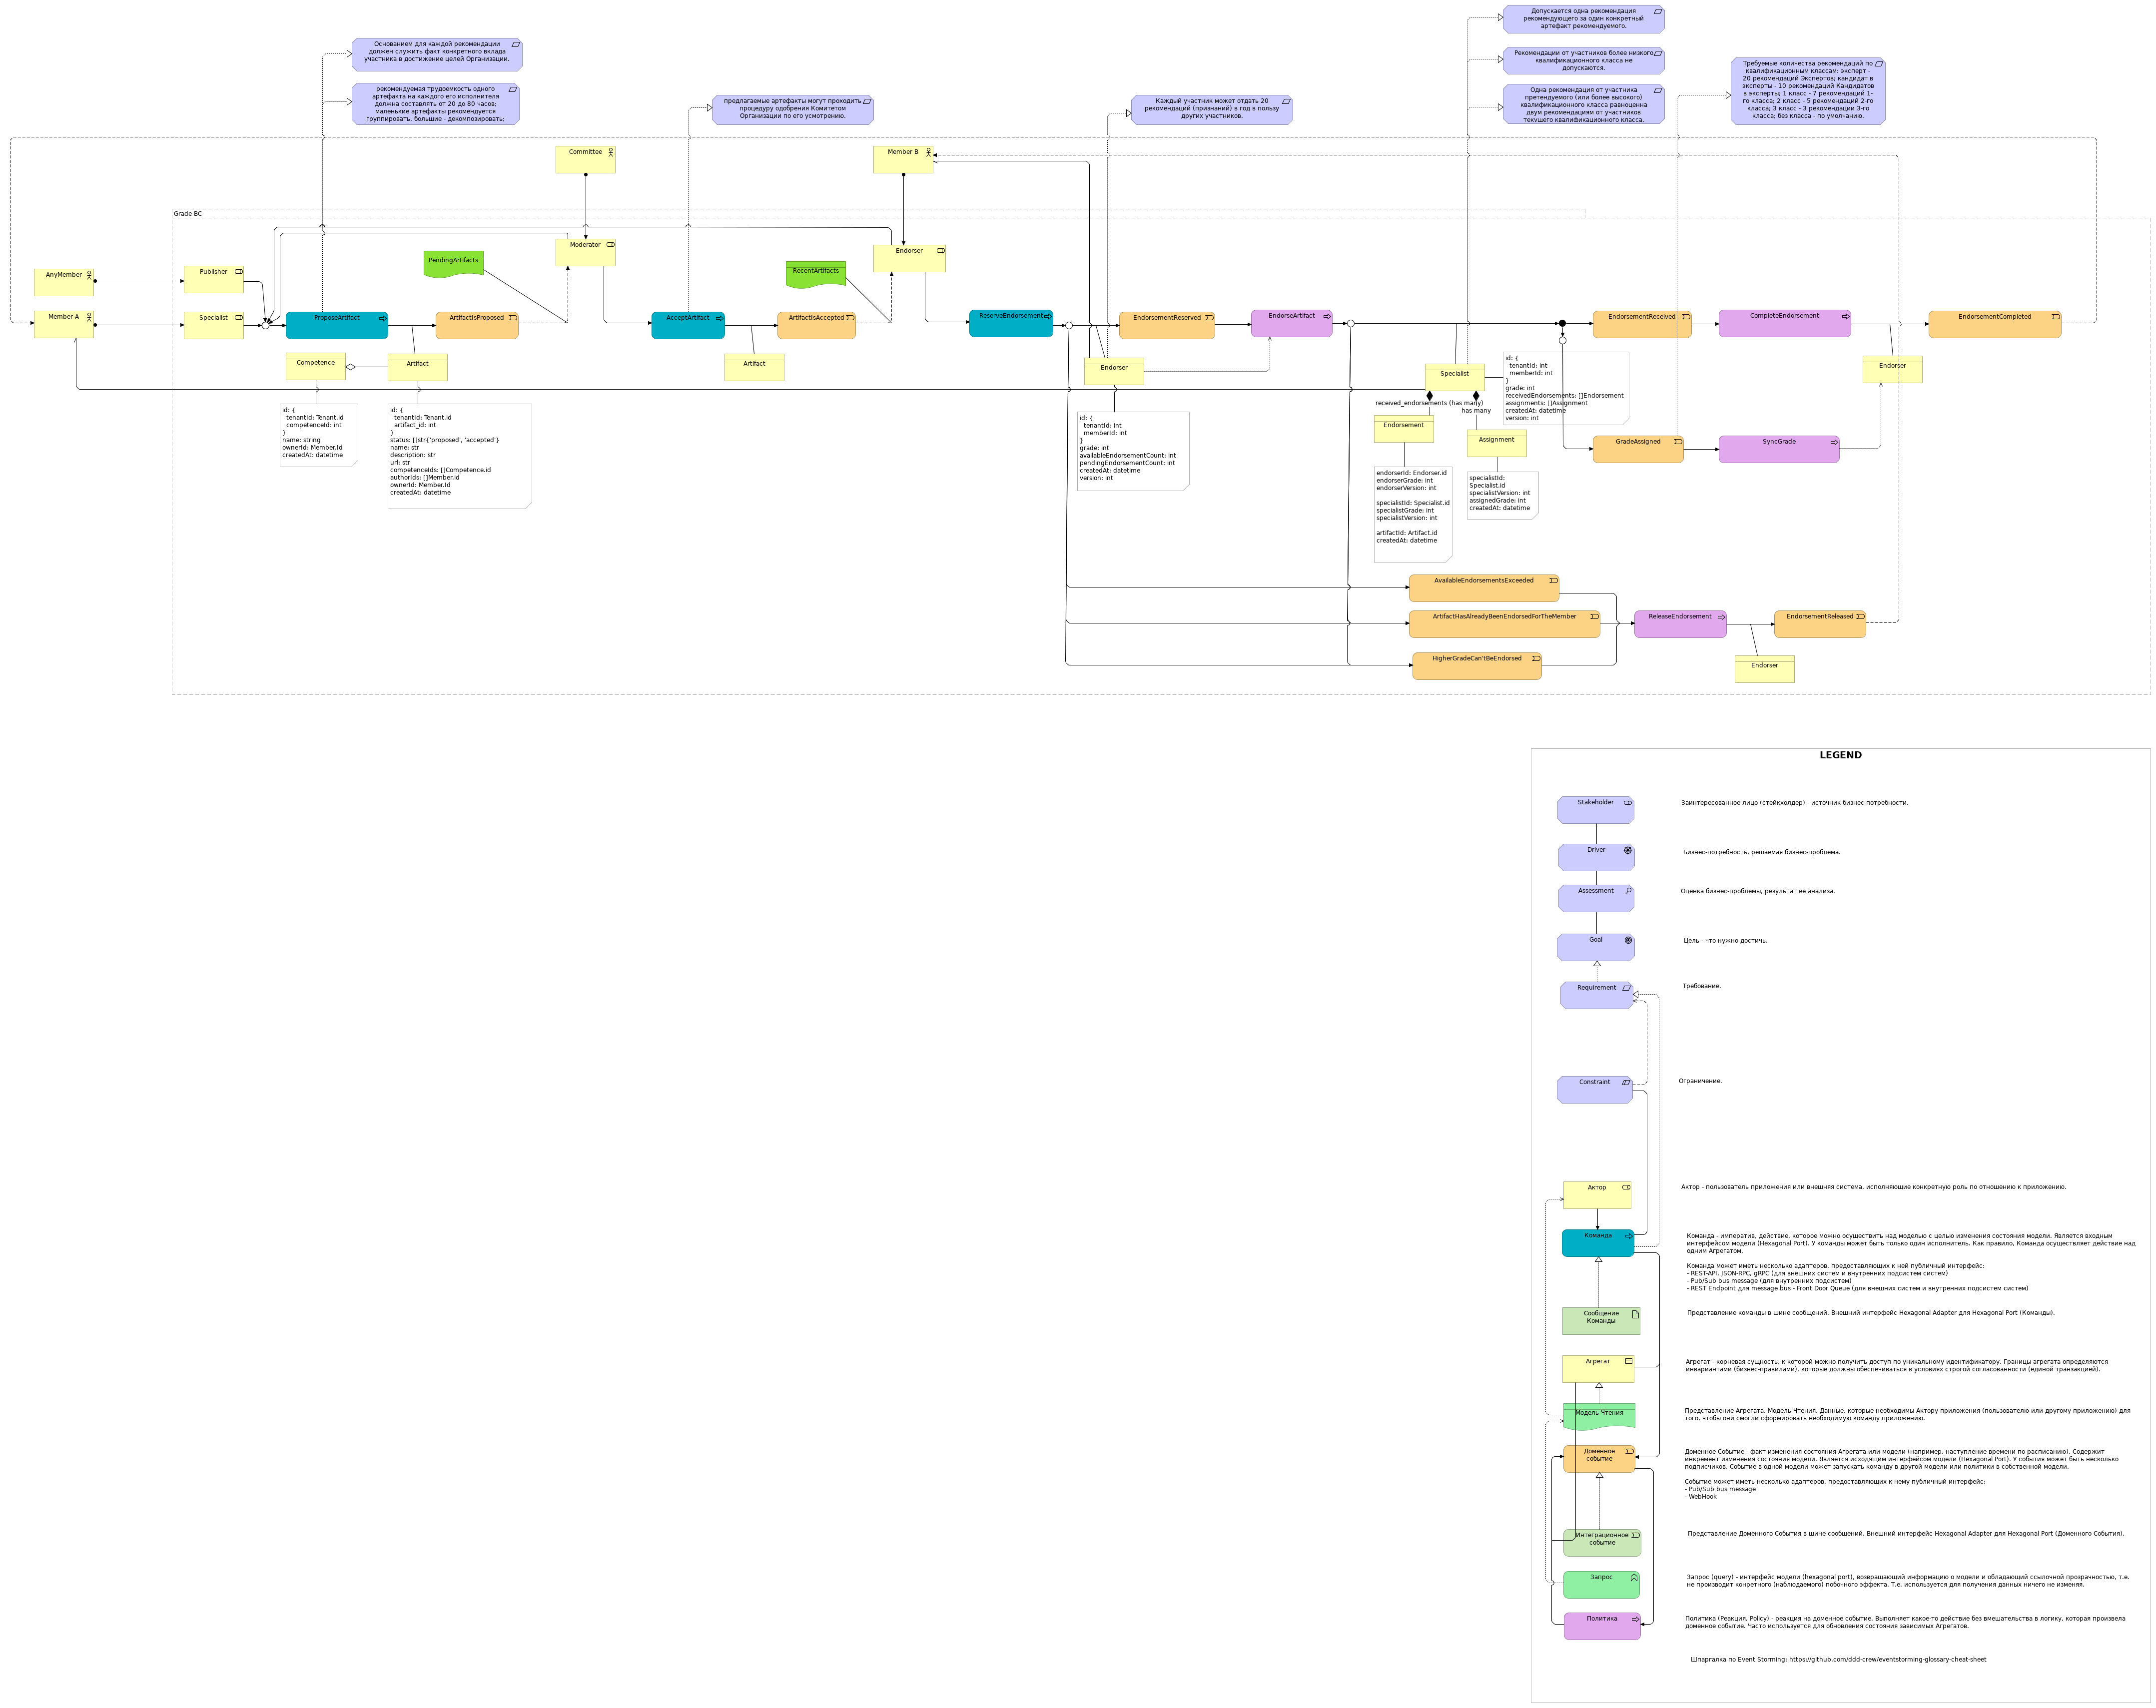 Допускается одна рекомендация
рекомендующего за один конкретный
артефакт рекомендуемого.
Основанием для каждой рекомендации
должен служить факт конкретного вклада
участника в достижение целей Организации.
Рекомендации от участников более низкого
квалификационного класса не
допускаются.
Требуемые количества рекомендаций по
квалификационным классам: эксперт -
20 рекомендаций Экспертов; кандидат в
эксперты - 10 рекомендаций Кандидатов
в эксперты; 1 класс - 7 рекомендаций 1-
го класса; 2 класс - 5 рекомендаций 2-го
класса; 3 класс - 3 рекомендации 3-го
класса; без класса - по умолчанию.
рекомендуемая трудоемкость одного
артефакта на каждого его исполнителя
должна составлять от 20 до 80 часов;
маленькие артефакты рекомендуется
группировать, большие - декомпозировать;
предлагаемые артефакты могут проходить
процедуру одобрения Комитетом
Организации по его усмотрению.
Каждый участник может отдать 20
рекомендаций (признаний) в год в пользу
других участников.
Одна рекомендация от участника
претендуемого (или более высокого)
квалификационного класса равноценна
двум рекомендациям от участников
текущего квалификационного класса.
Committee
Member B
Grade BC
Moderator
Endorser
PendingArtifacts
RecentArtifacts
AnyMember
Publisher
Member A
Specialist
ProposeArtifact
ArtifactIsProposed
AcceptArtifact
ArtifactIsAccepted
ReserveEndorsement
EndorsementReserved
EndorseArtifact
EndorsementReceived
CompleteEndorsement
EndorsementCompleted
Competence
Artifact
Artifact
Endorser
Specialist
Endorser
id: {
tenantId: Tenant.id
competenceId: int
}
name: string
ownerId: Member.Id
createdAt: datetime
id: {
tenantId: Tenant.id
artifact_id: int
}
status: []str{'proposed', 'accepted'}
name: str
description: str
url: str
competenceIds: []Competence.id
authorIds: []Member.id
ownerId: Member.Id
createdAt: datetime
id: {
tenantId: int
memberId: int
}
grade: int
availableEndorsementCount: int
pendingEndorsementCount: int
createdAt: datetime
version: int
id: {
tenantId: int
memberId: int
}
grade: int
receivedEndorsements: []Endorsement
assignments: []Assignment
createdAt: datetime
version: int
received_endorsements (has many)
has many
Endorsement
Assignment
GradeAssigned
SyncGrade
endorserId: Endorser.id
endorserGrade: int
endorserVersion: int
specialistId: Specialist.id
specialistGrade: int
specialistVersion: int
artifactId: Artifact.id
createdAt: datetime
specialistId:
Specialist.id
specialistVersion: int
assignedGrade: int
createdAt: datetime
AvailableEndorsementsExceeded
ArtifactHasAlreadyBeenEndorsedForTheMember
HigherGradeCan'tBeEndorsed
ReleaseEndorsement
EndorsementReleased
Endorser
LEGEND
Stakeholder
Заинтересованное лицо (стейкхолдер) - источник бизнес-потребности.
Driver
Бизнес-потребность, решаемая бизнес-проблема.
Assessment
Оценка бизнес-проблемы, результат её анализа.
Goal
Цель - что нужно достичь.
Requirement
Требование.
Constraint
Ограничение.
Актор
Актор - пользователь приложения или внешняя система, исполняющие конкретную роль по отношению к приложению.
Команда
Команда - императив, действие, которое можно осуществить над моделью с целью изменения состояния модели. Является входным
интерфейсом модели (Hexagonal Port). У команды может быть только один исполнитель. Как правило, Команда осуществляет действие над
одним Агрегатом.
Команда может иметь несколько адаптеров, предоставляющих к ней публичный интерфейс:
- REST-API, JSON-RPC, gRPC (для внешних систем и внутренних подсистем систем)
- Pub/Sub bus message (для внутренних подсистем)
- REST Endpoint для message bus - Front Door Queue (для внешних систем и внутренних подсистем систем)
Сообщение
Команды
Представление команды в шине сообщений. Внешний интерфейс Hexagonal Adapter для Hexagonal Port (Команды).
Агрегат
Агрегат - корневая сущность, к которой можно получить доступ по уникальному идентификатору. Границы агрегата определяются
инвариантами (бизнес-правилами), которые должны обеспечиваться в условиях строгой согласованности (единой транзакцией).
Модель Чтения
Представление Агрегата. Модель Чтения. Данные, которые необходимы Актору приложения (пользователю или другому приложению) для
того, чтобы они смогли сформировать необходимую команду приложению.
Доменное
событие
Доменное Событие - факт изменения состояния Агрегата или модели (например, наступление времени по расписанию). Содержит
инкремент изменения состояния модели. Является исходящим интерфейсом модели (Hexagonal Port). У события может быть несколько
подписчиков. Событие в одной модели может запускать команду в другой модели или политики в собственной модели.
Событие может иметь несколько адаптеров, предоставляющих к нему публичный интерфейс:
- Pub/Sub bus message
- WebHook
Интеграционное
событие
Представление Доменного События в шине сообщений. Внешний интерфейс Hexagonal Adapter для Hexagonal Port (Доменного События).
Запрос
Запрос (query) - интерфейс модели (hexagonal port), возвращающий информацию о модели и обладающий ссылочной прозрачностью, т.е.
не производит конретного (наблюдаемого) побочного эффекта. Т.е. используется для получения данных ничего не изменяя.
Политика
Политика (Реакция, Policy) - реакция на доменное событие. Выполняет какое-то действие без вмешательства в логику, которая произвела
доменное событие. Часто используется для обновления состояния зависимых Агрегатов.
Шпаргалка по Event Storming: https://github.com/ddd-crew/eventstorming-glossary-cheat-sheet